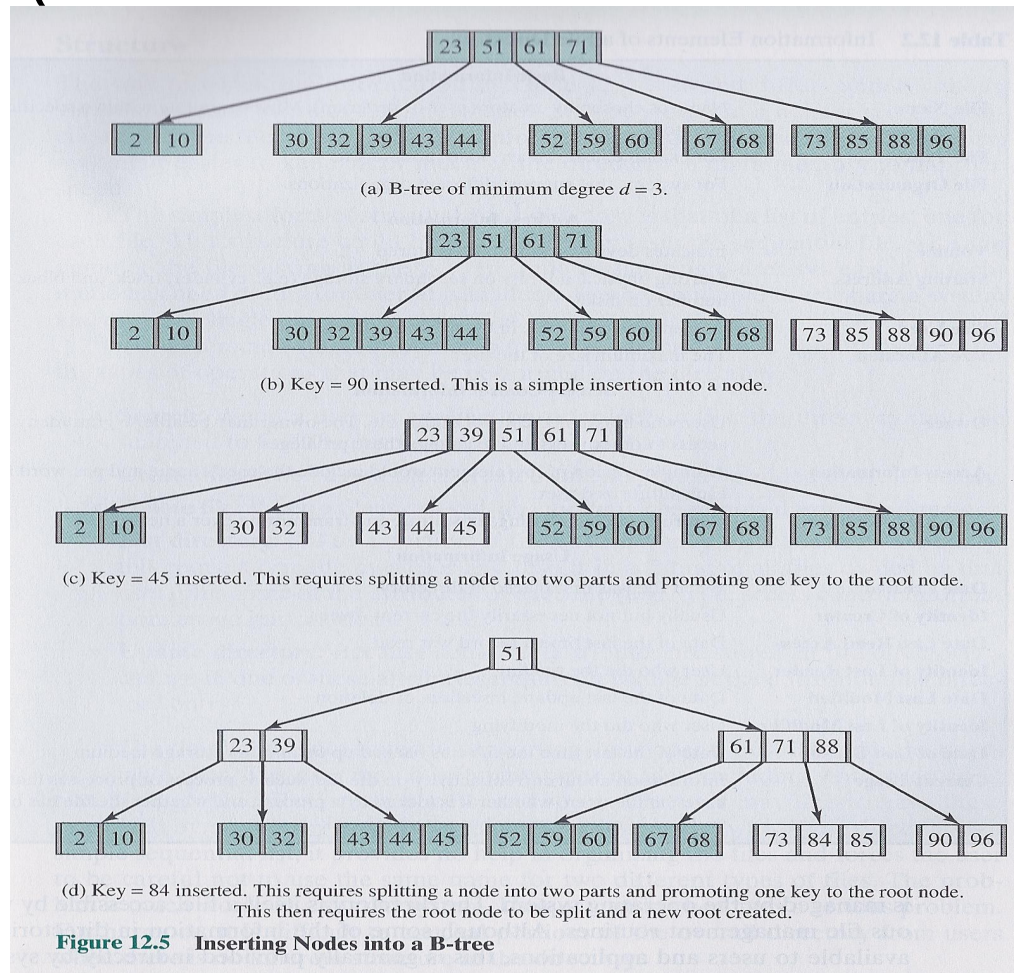 23 51 61 71
2 10 30 32 39 43 44 52 59 60 67 68 73 85 88 96
(a) B-tree of minimum degree d = 3.
23 51 61 71
2 10 30 32 39 43 44 52 59 60 67 68 73 85 88 90 96
(b) Key = 90 inserted. This is a simple insertion into a node.
23 39 51 61 71
2 10 30 32 43 44 45 52 59 60 67 68 73 85 88 90 96
(c) Key = 45 inserted. This requires splitting a node into two parts and promoting one key to the root node.
51
23 39 61 71 88
2 10 30 32 43 44 45 52 59 60 67 68 73 84 85 90 96
(d) Key = 84 inserted. This requires splitting a node into two parts and promoting one key to the root node.
This then requires the root node to be split and a new root created.
Figure 12.5 Inserting Nodes into a B-tree